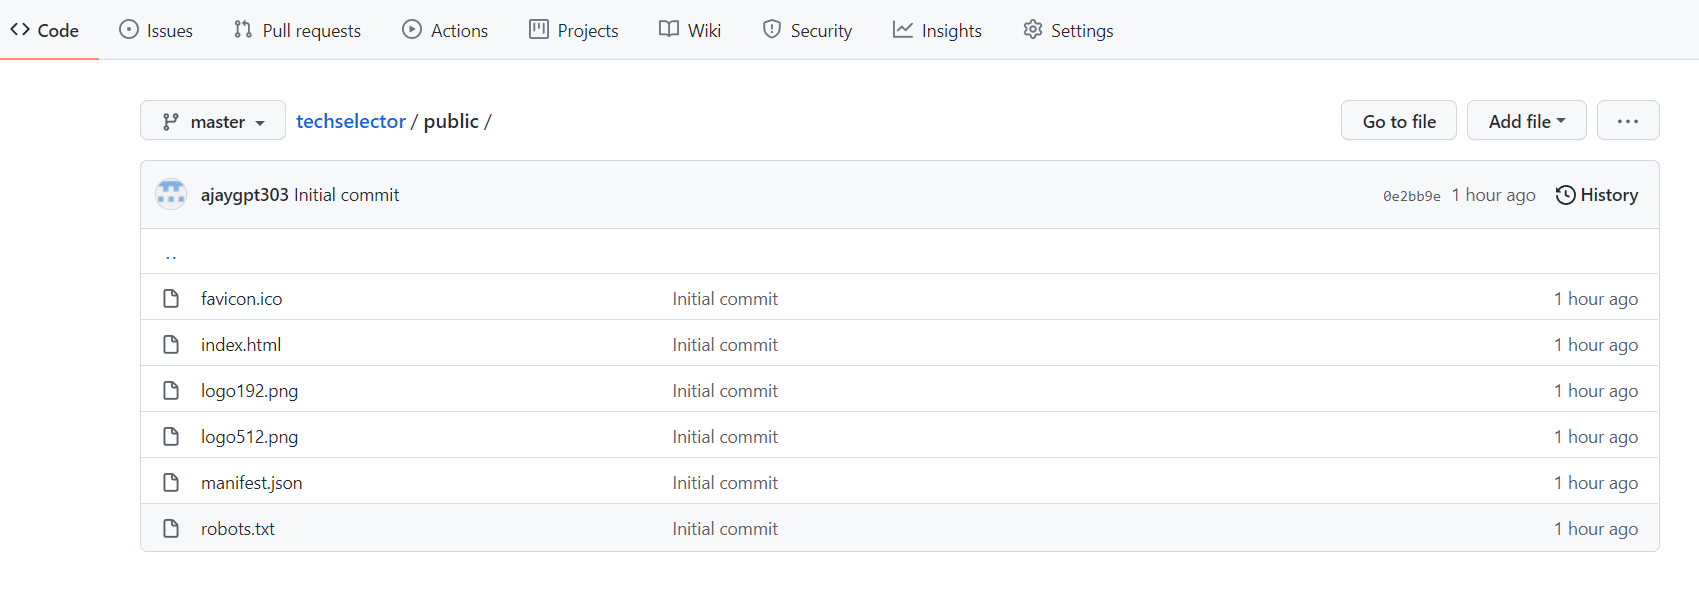 Code Issues Pull requests Actions Projects Wiki Security Insights Settings
master techselector / public / Go to file Add file ...
ajaygpt303 Initial commit 0e2bb9e 1 hour ago History
..
favicon.ico Initial commit 1 hour ago
index.html Initial commit 1 hour ago
logo192.png Initial commit 1 hour ago
logo512.png Initial commit 1 hour ago
manifest.json Initial commit 1 hour ago
robots.txt Initial commit 1 hour ago